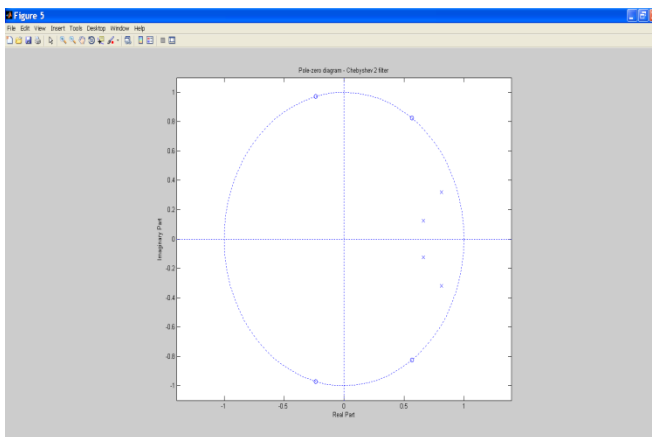 Figure 5
File Edit View Insert Tools Desktop Window Help
Pole zero diagram - Chebyshev 2 filter
1
0.8
0.6
0.4
0.2
0
-0.2
-0.4
-0.6
-0.8
-1
Imaginary Part
-1 -0.5 0 0.5 1
Real Part